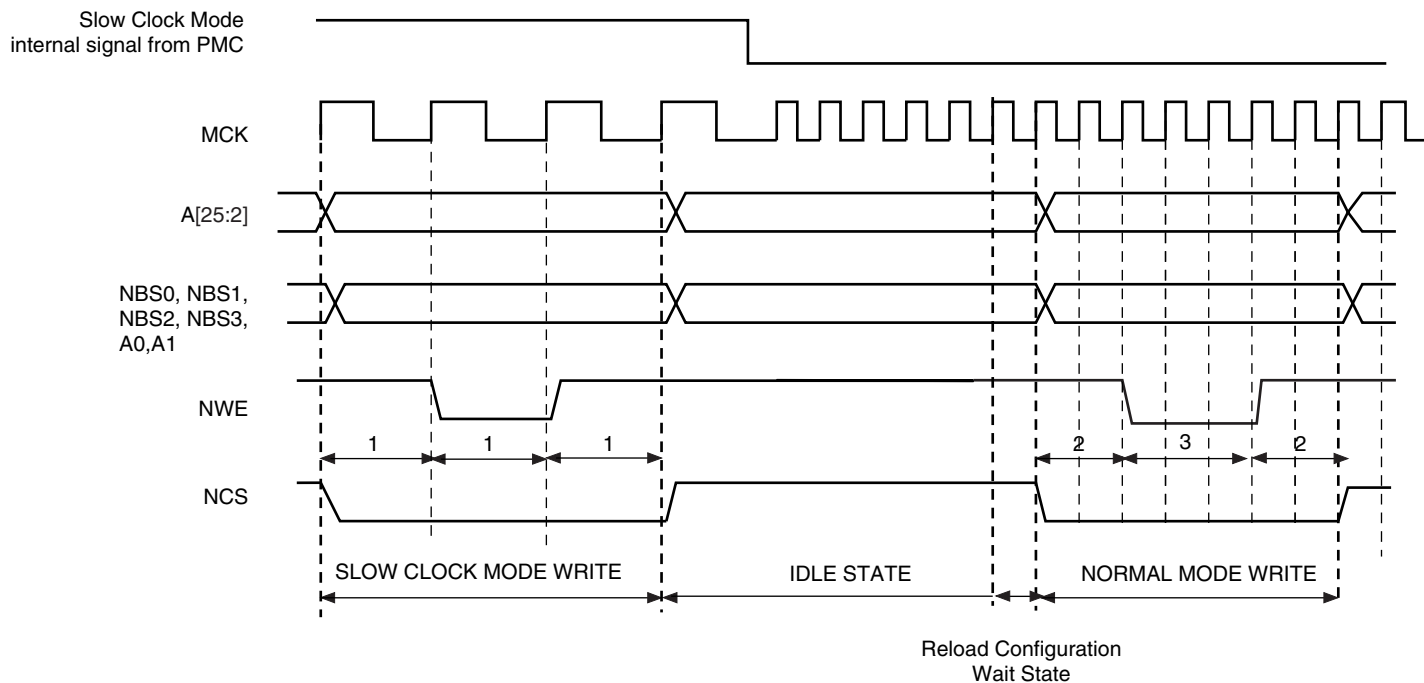 Slow Clock Mode
internal signal from PMC
MCK
A[25:2]
NBS0, NBS1,
NBS2, NBS3,
A0,A1
NWE
1 1 1 2 3 2
NCS
SLOW CLOCK MODE WRITE IDLE STATE NORMAL MODE WRITE
Reload Configuration
Wait State